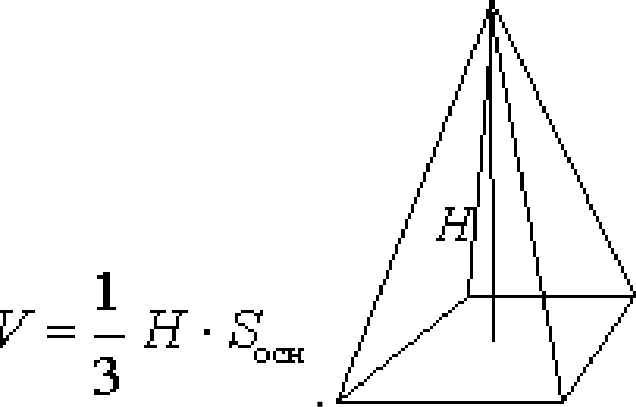 V = 1/3 H · Sосн .
H